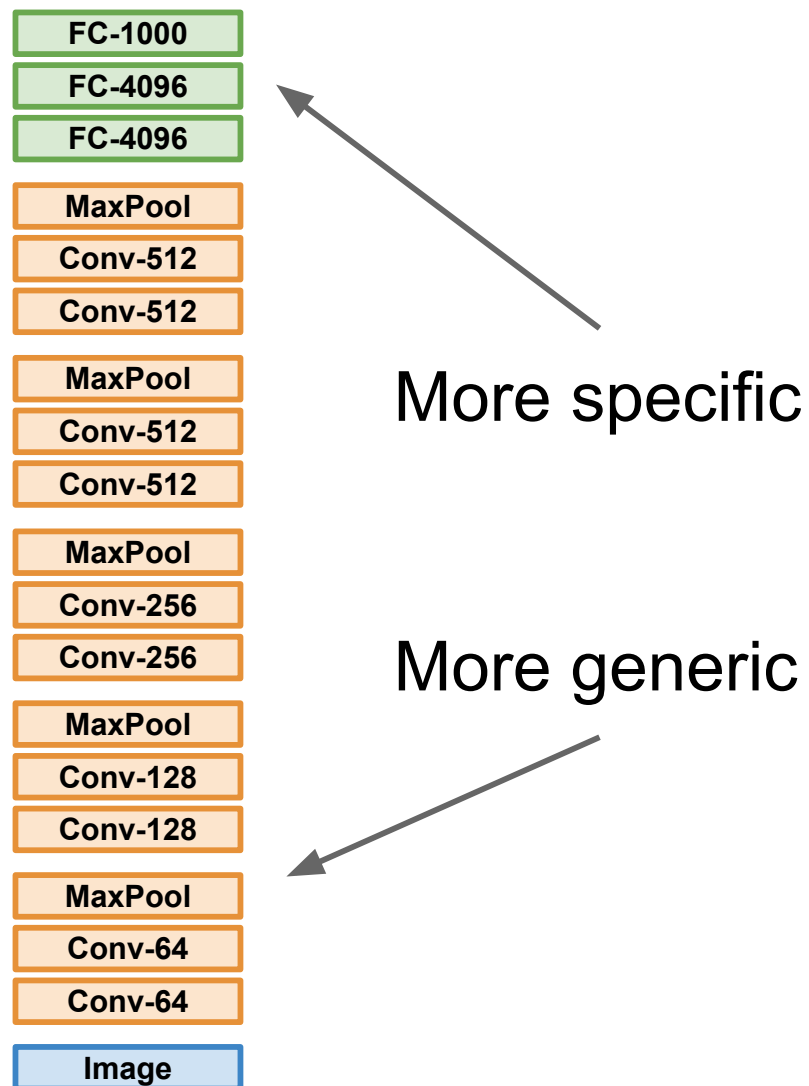 FC-1000
FC-4096
FC-4096
MaxPool
Conv-512
Conv-512
MaxPool
Conv-512
Conv-512
MaxPool
Conv-256
Conv-256
MaxPool
Conv-128
Conv-128
MaxPool
Conv-64
Conv-64
Image
More specific
More generic